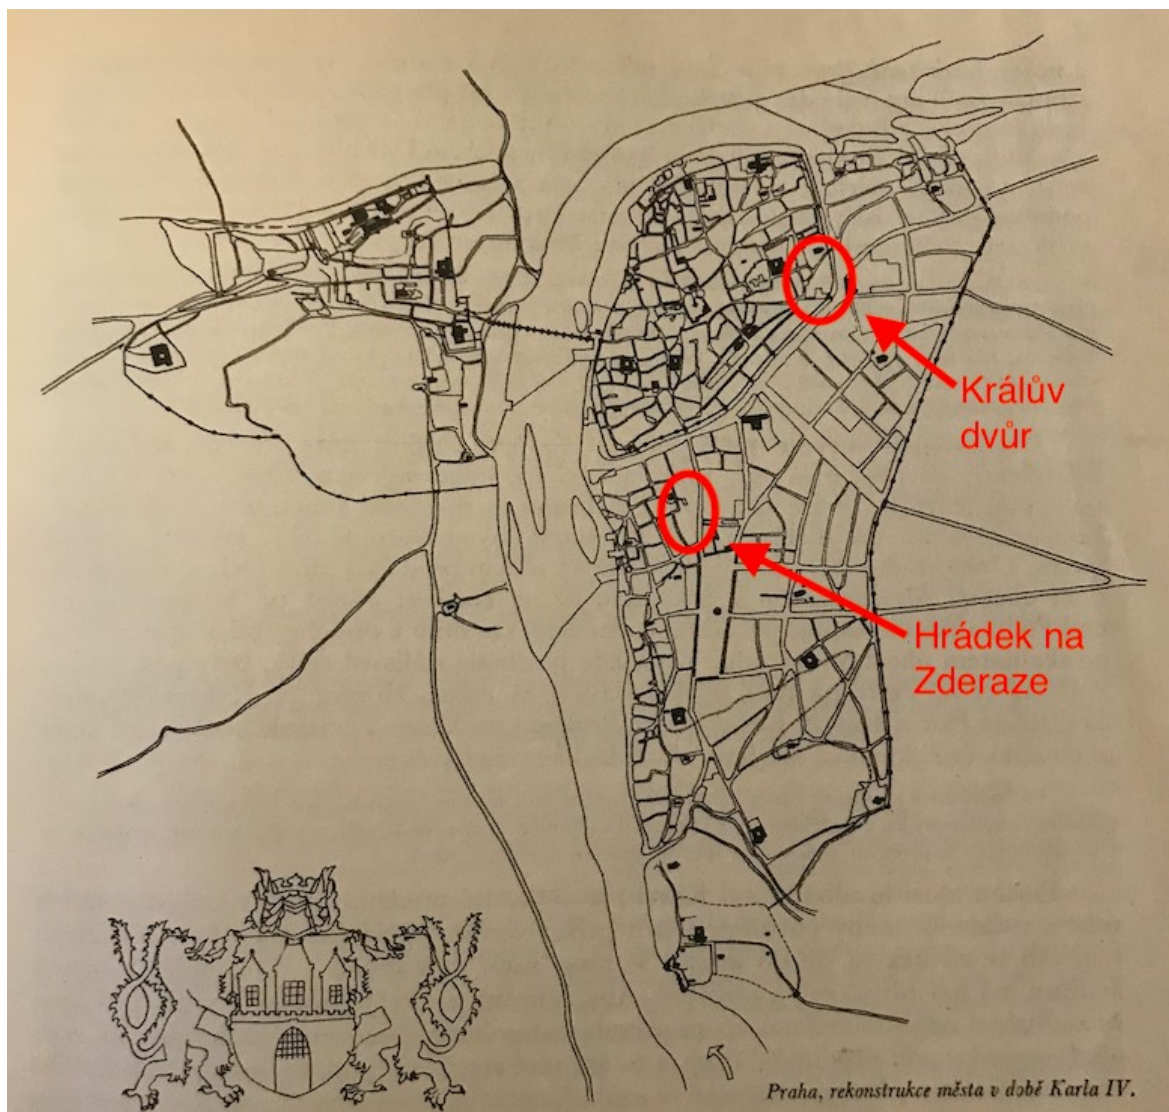 Králův
dvůr
Hrádek na
Zderaze
Praha, rekonstrukce města v době Karla IV.